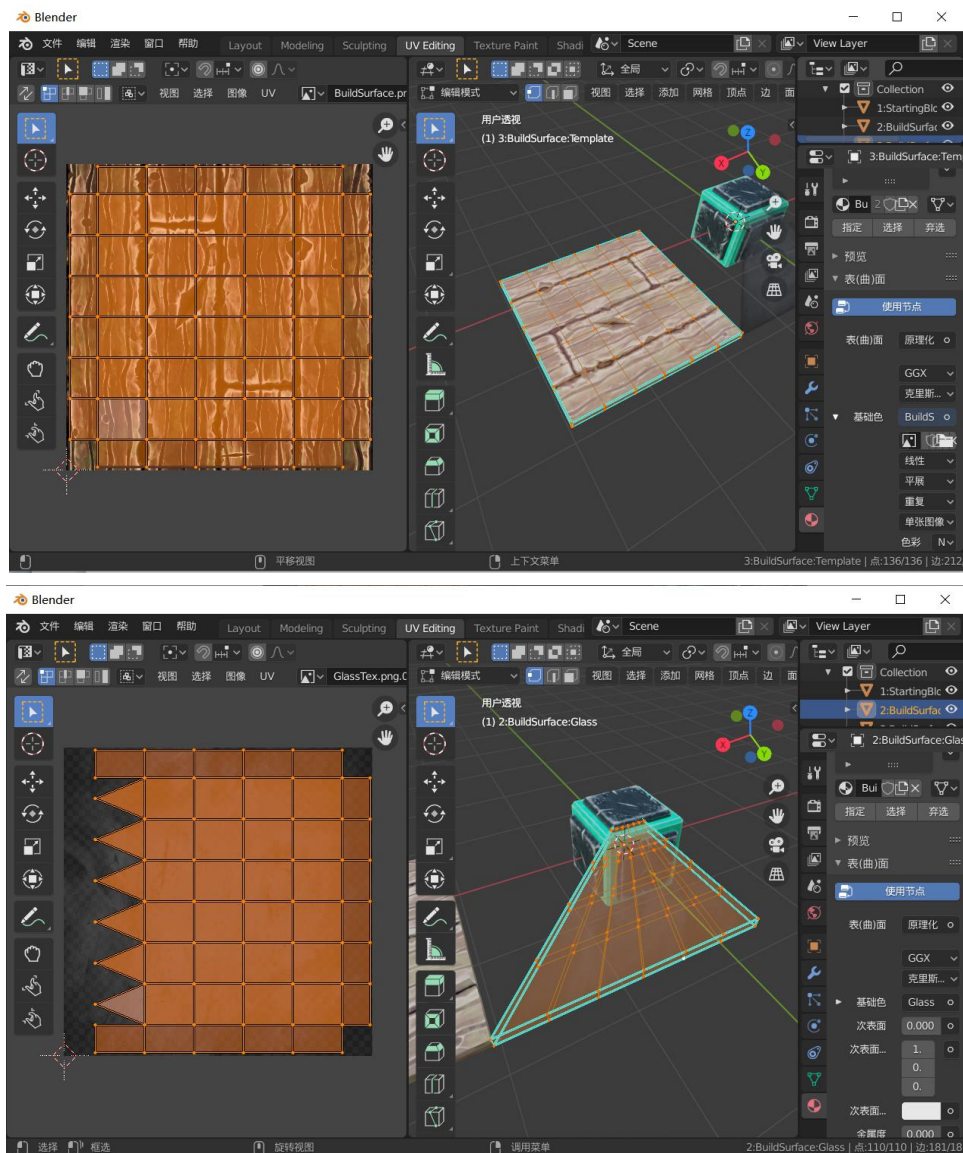 Blender
文件 编辑 渲染 窗口 帮助 Layout Modeling Sculpting UV Editing Texture Paint Shadi Scene View Layer
视图 选择 图像 UV BuildSurface.pr 编辑模式 全局 视图 选择 添加 网格 顶点 边 面
Collection
1:StartingBlc
2:BuildSurfac
用户透视
(1) 3:BuildSurface:Template
3:BuildSurface:Tem
Bu 2
指定 选择 弃选
预览
表(曲)面
使用节点
表(曲)面 原理化
GGX
克里斯...
基础色 BuildS
线性
平展
重复
单张图像
色彩 N
平移视图 上下文菜单 3:BuildSurface:Template | 点:136/136 | 边:212/
Blender
文件 编辑 渲染 窗口 帮助 Layout Modeling Sculpting UV Editing Texture Paint Shadi Scene View Layer
视图 选择 图像 UV GlassTex.png.0 编辑模式 全局 视图 选择 添加 网格 顶点 边 面
Collection
1:StartingBlc
2:BuildSurfac
用户透视
(1) 2:BuildSurface:Glass
2:BuildSurface:Glas
Bui
指定 选择 弃选
预览
表(曲)面
使用节点
表(曲)面 原理化
GGX
克里斯...
基础色 Glass
次表面 0.000
次表面... 1.
0.
0.
次表面...
金属度 0.000
选择 框选 旋转视图 调用菜单 2:BuildSurface:Glass | 点:110/110 | 边:181/18